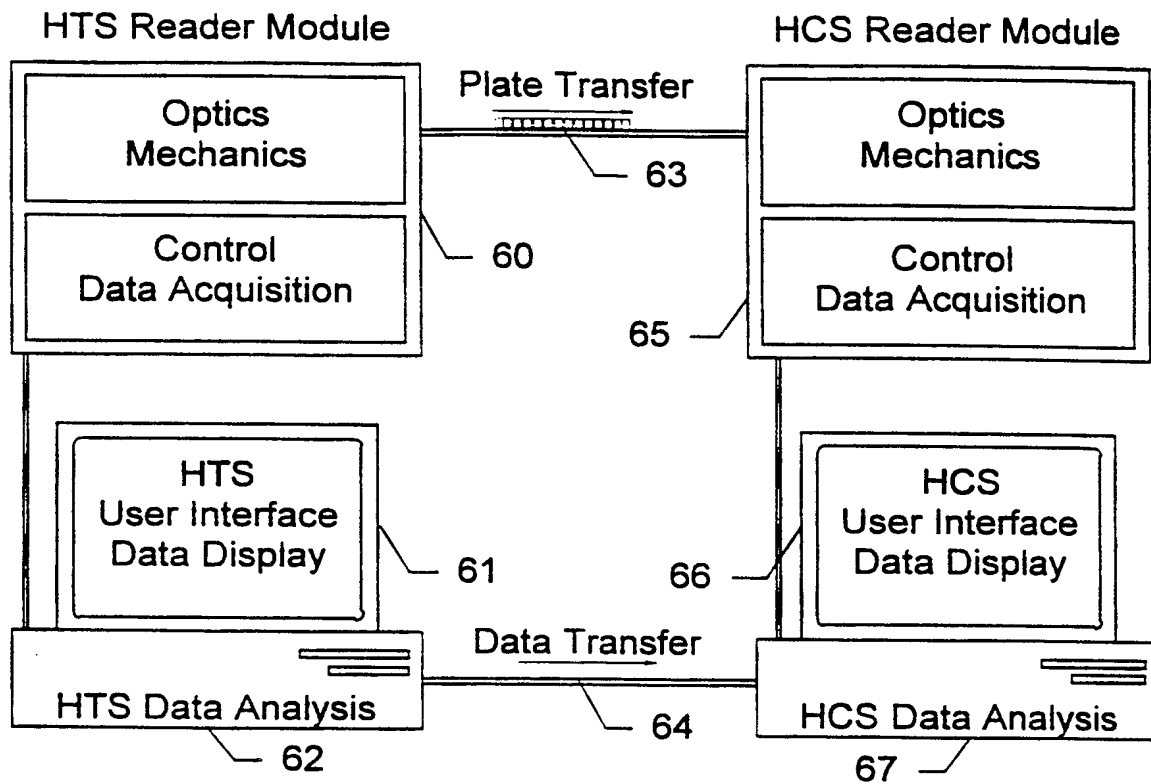 HTS Reader Module
HCS Reader Module
Plate Transfer
Optics
Mechanics
Optics
Mechanics
63
60
Control
Data Acquisition
Control
Data Acquisition
65
HTS
User Interface
Data Display
HCS
User Interface
Data Display
61
66
Data Transfer
HTS Data Analysis
64
HCS Data Analysis
62
67